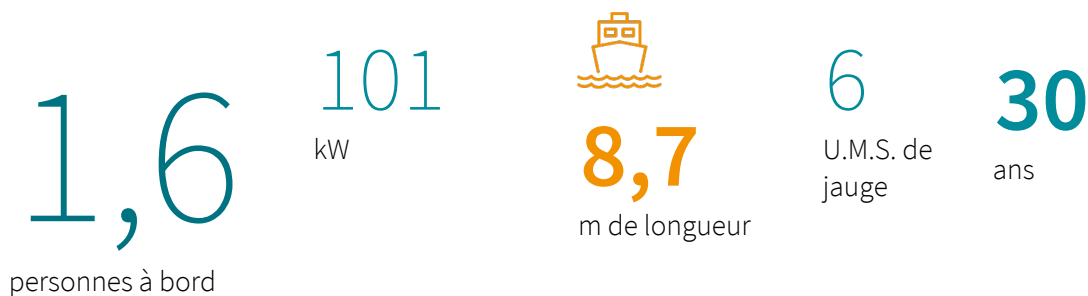 1,6
personnes à bord
101
kW
8,7
m de longueur
6
U.M.S. de
jauge
30
ans